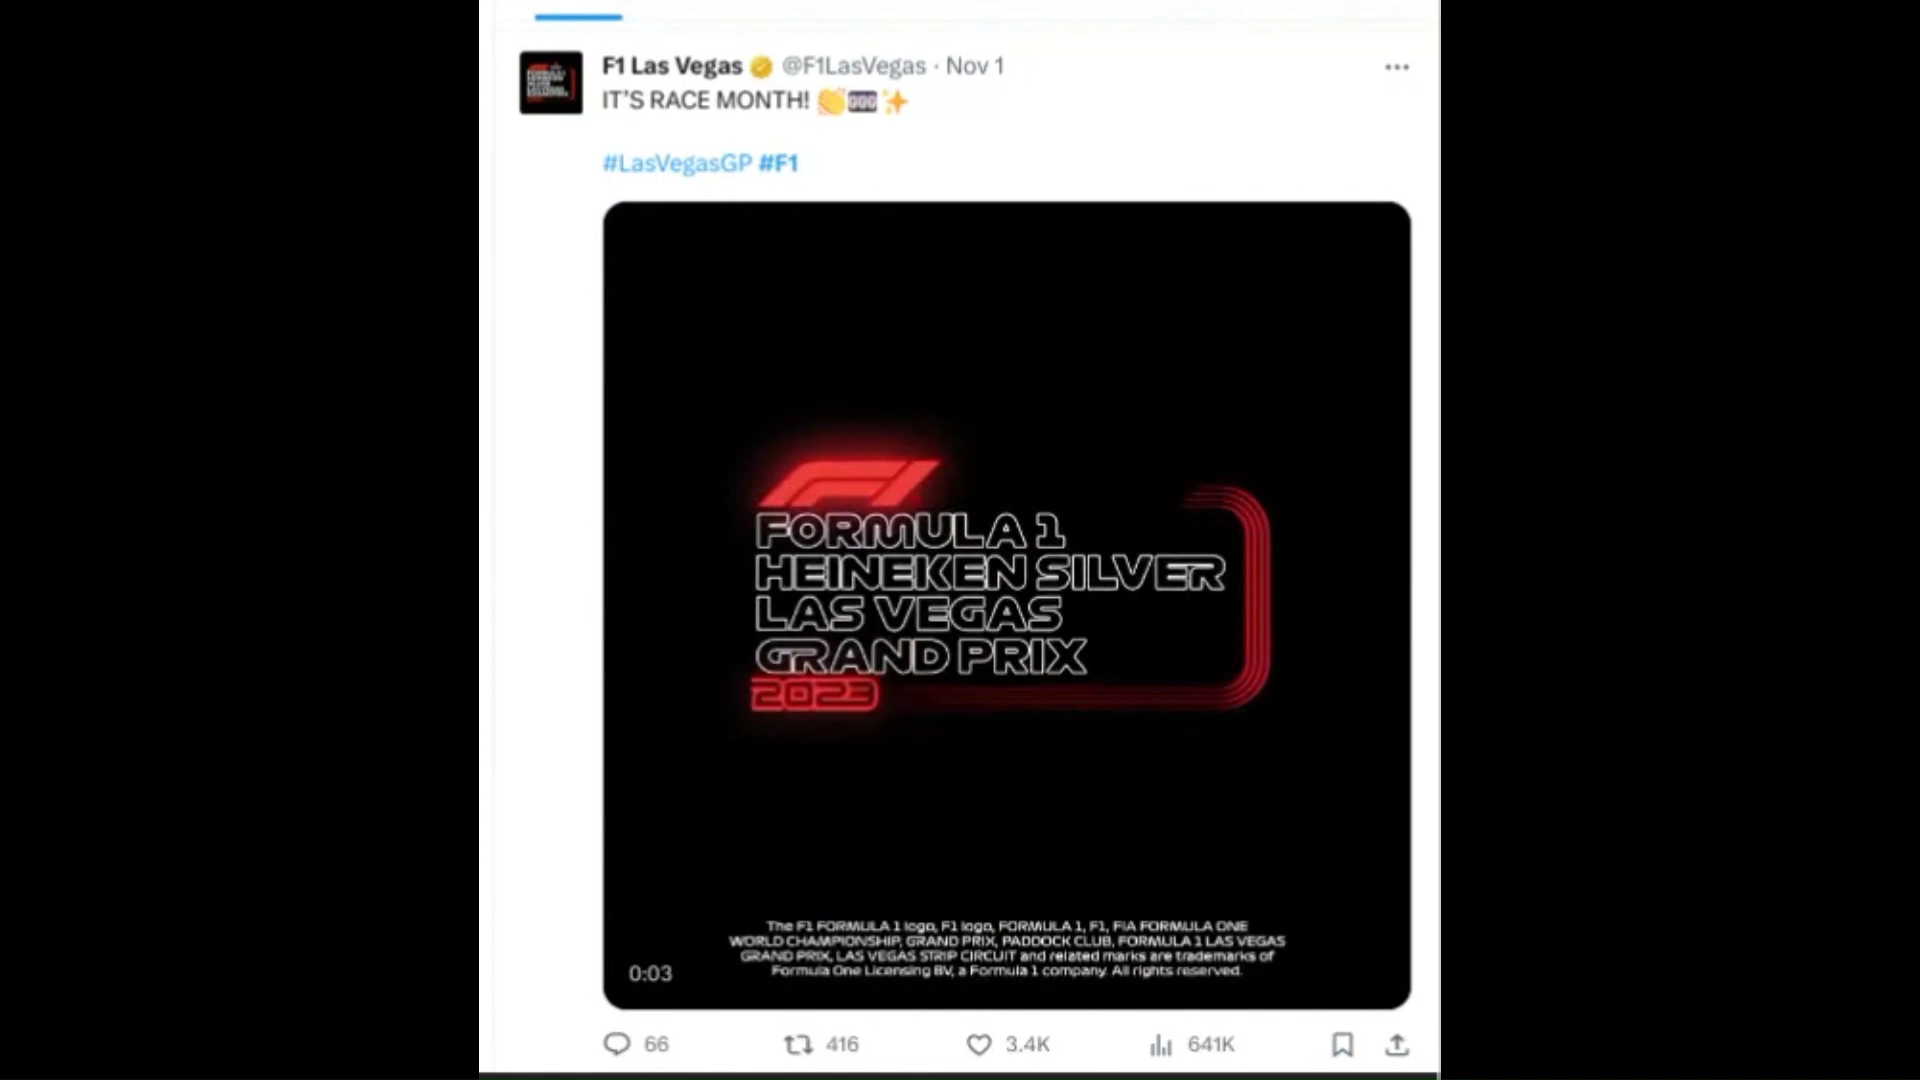 F1 Las Vegas @F1LasVegas · Nov 1
IT'S RACE MONTH!
#LasVegasGP #F1
FORMULA 1
HEINEKEN SILVER
LAS VEGAS
GRAND PRIX
2023
The F1 FORMULA 1 logo, F1 logo, FORMULA 1, F1, FIA FORMULA ONE
WORLD CHAMPIONSHIP, GRAND PRIX, PADDOCK CLUB, FORMULA 1 LAS VEGAS
GRAND PRIX, LAS VEGAS STRIP CIRCUIT and related marks are trademarks of
Formula One Licensing BV, a Formula 1 company. All rights reserved.
0:03
66 416 3.4K 641K